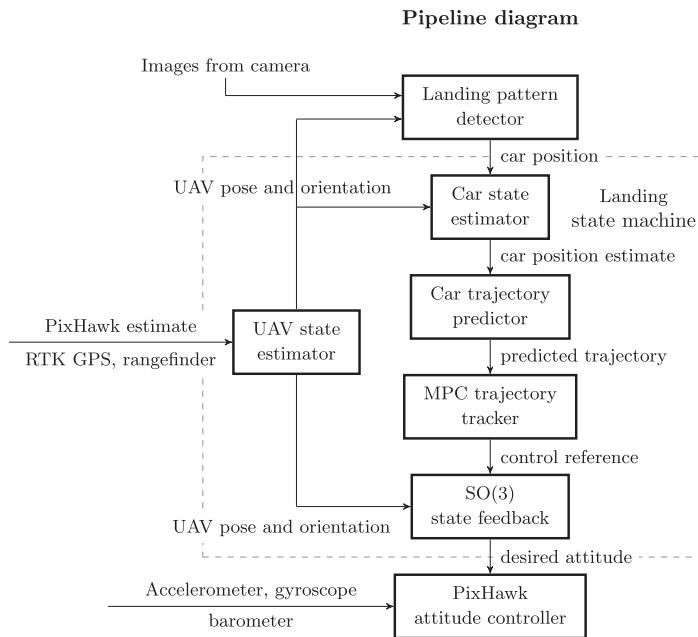 Pipeline diagram
Images from camera
Landing pattern
detector
car position
UAV pose and orientation
Car state
estimator
Landing
state machine
car position estimate
Car trajectory
predictor
PixHawk estimate
RTK GPS, rangefinder
UAV state
estimator
predicted trajectory
MPC trajectory
tracker
control reference
SO(3)
state feedback
UAV pose and orientation
desired attitude
Accelerometer, gyroscope
barometer
PixHawk
attitude controller